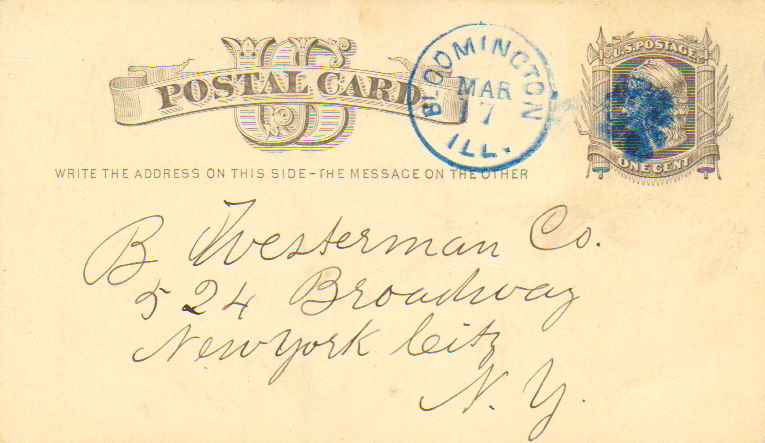 US
POSTAL CARD.
BLOOMINGTON
MAR
17
ILL.
U.S. POSTAGE
ONE CENT
WRITE THE ADDRESS ON THIS SIDE-THE MESSAGE ON THE OTHER
B Westerman Co.
524 Broadway
New York City
N. Y.